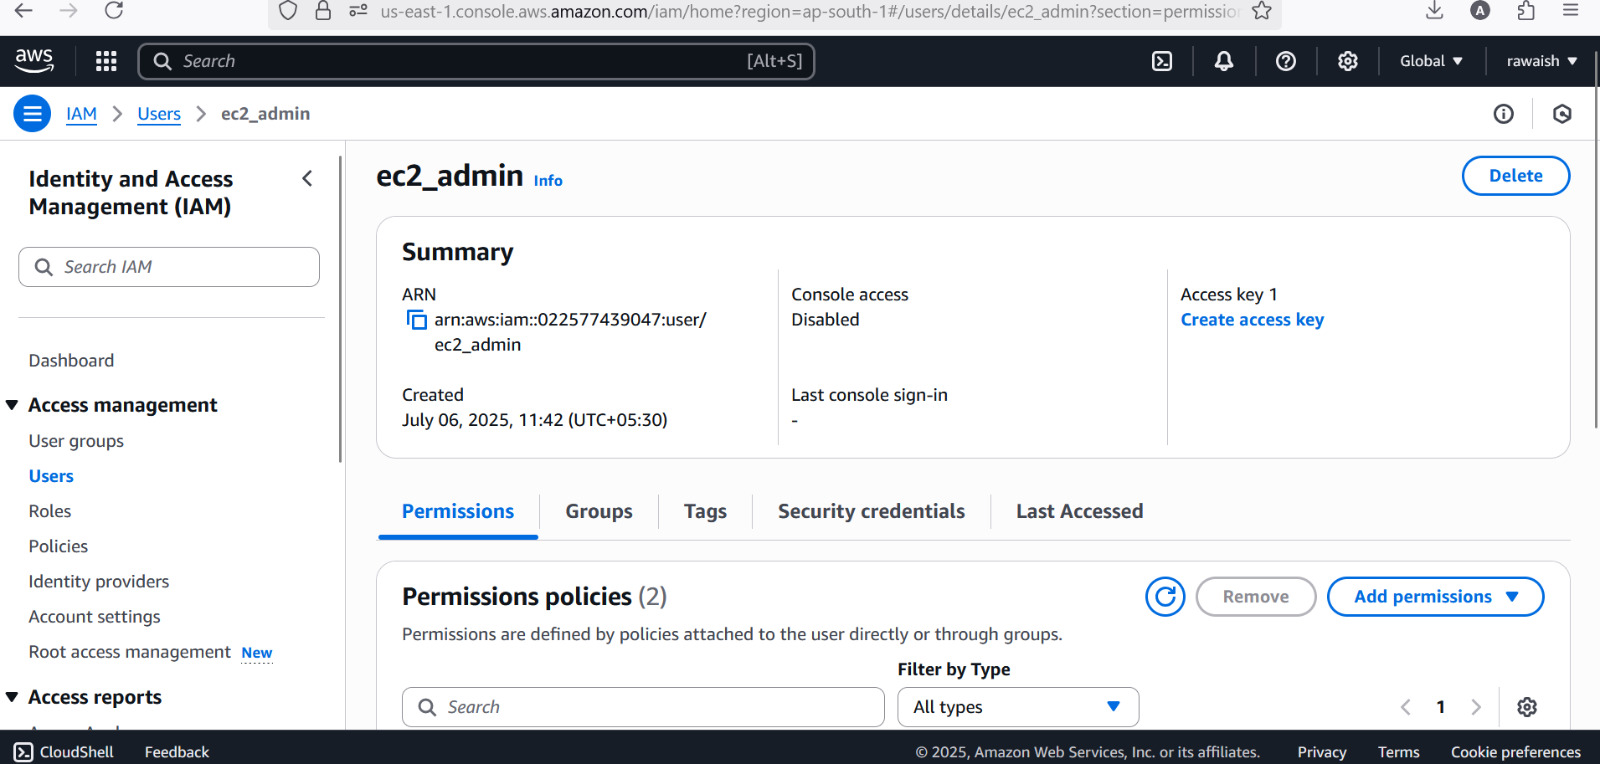 us-east-1.console.aws.amazon.com/iam/home?region=ap-south-1#/users/details/ec2_admin?section=permissio
A
aws
Search
[Alt+S]
Global
rawaish
IAM
Users
ec2_admin
Identity and Access
Management (IAM)
Search IAM
Dashboard
Access management
User groups
Users
Roles
Policies
Identity providers
Account settings
Root access management New
Access reports
ec2_admin Info
Delete
Summary
ARN
arn:aws:iam::022577439047:user/
ec2_admin
Created
July 06, 2025, 11:42 (UTC+05:30)
Console access
Disabled
Last console sign-in
-
Access key 1
Create access key
Permissions
Groups
Tags
Security credentials
Last Accessed
Permissions policies (2)
Remove
Add permissions
Permissions are defined by policies attached to the user directly or through groups.
Filter by Type
Search
All types
1
CloudShell
Feedback
© 2025, Amazon Web Services, Inc. or its affiliates.
Privacy
Terms
Cookie preferences